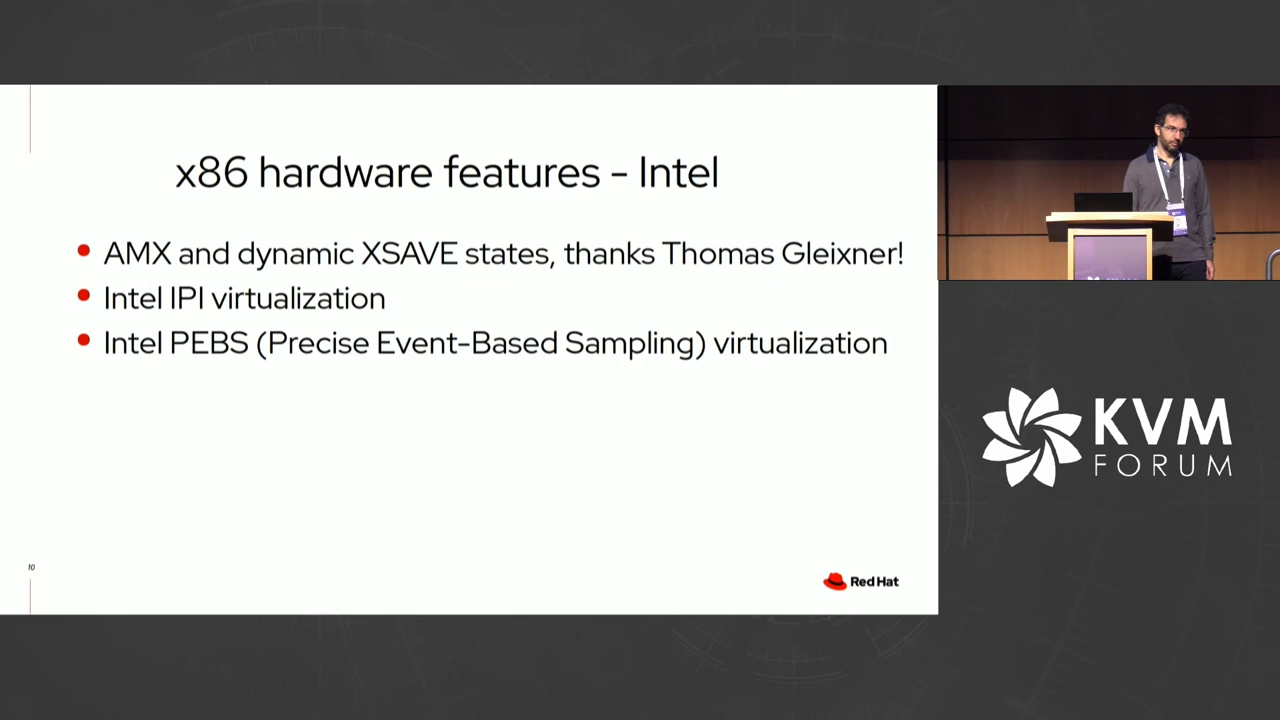 x86 hardware features - Intel
AMX and dynamic XSAVE states, thanks Thomas Gleixner!
Intel IPI virtualization
Intel PEBS (Precise Event-Based Sampling) virtualization
10
Red Hat
KVM
FORUM